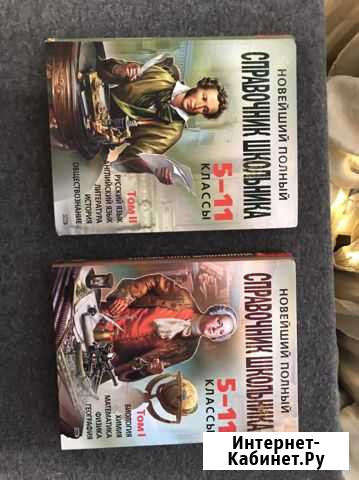 НОВЕЙШИЙ ПОЛНЫЙ
СПРАВОЧНИК ШКОЛЬНИКА
5–11
КЛАССЫ
Том II
РУССКИЙ ЯЗЫК
АНГЛИЙСКИЙ ЯЗЫК
ЛИТЕРАТУРА
ИСТОРИЯ
ОБЩЕСТВОЗНАНИЕ
НОВЕЙШИЙ ПОЛНЫЙ
СПРАВОЧНИК ШКОЛЬНИКА
5–11
КЛАССЫ
Том I
БИОЛОГИЯ
ХИМИЯ
МАТЕМАТИКА
ФИЗИКА
ГЕОГРАФИЯ
Интернет-
Кабинет.Ру